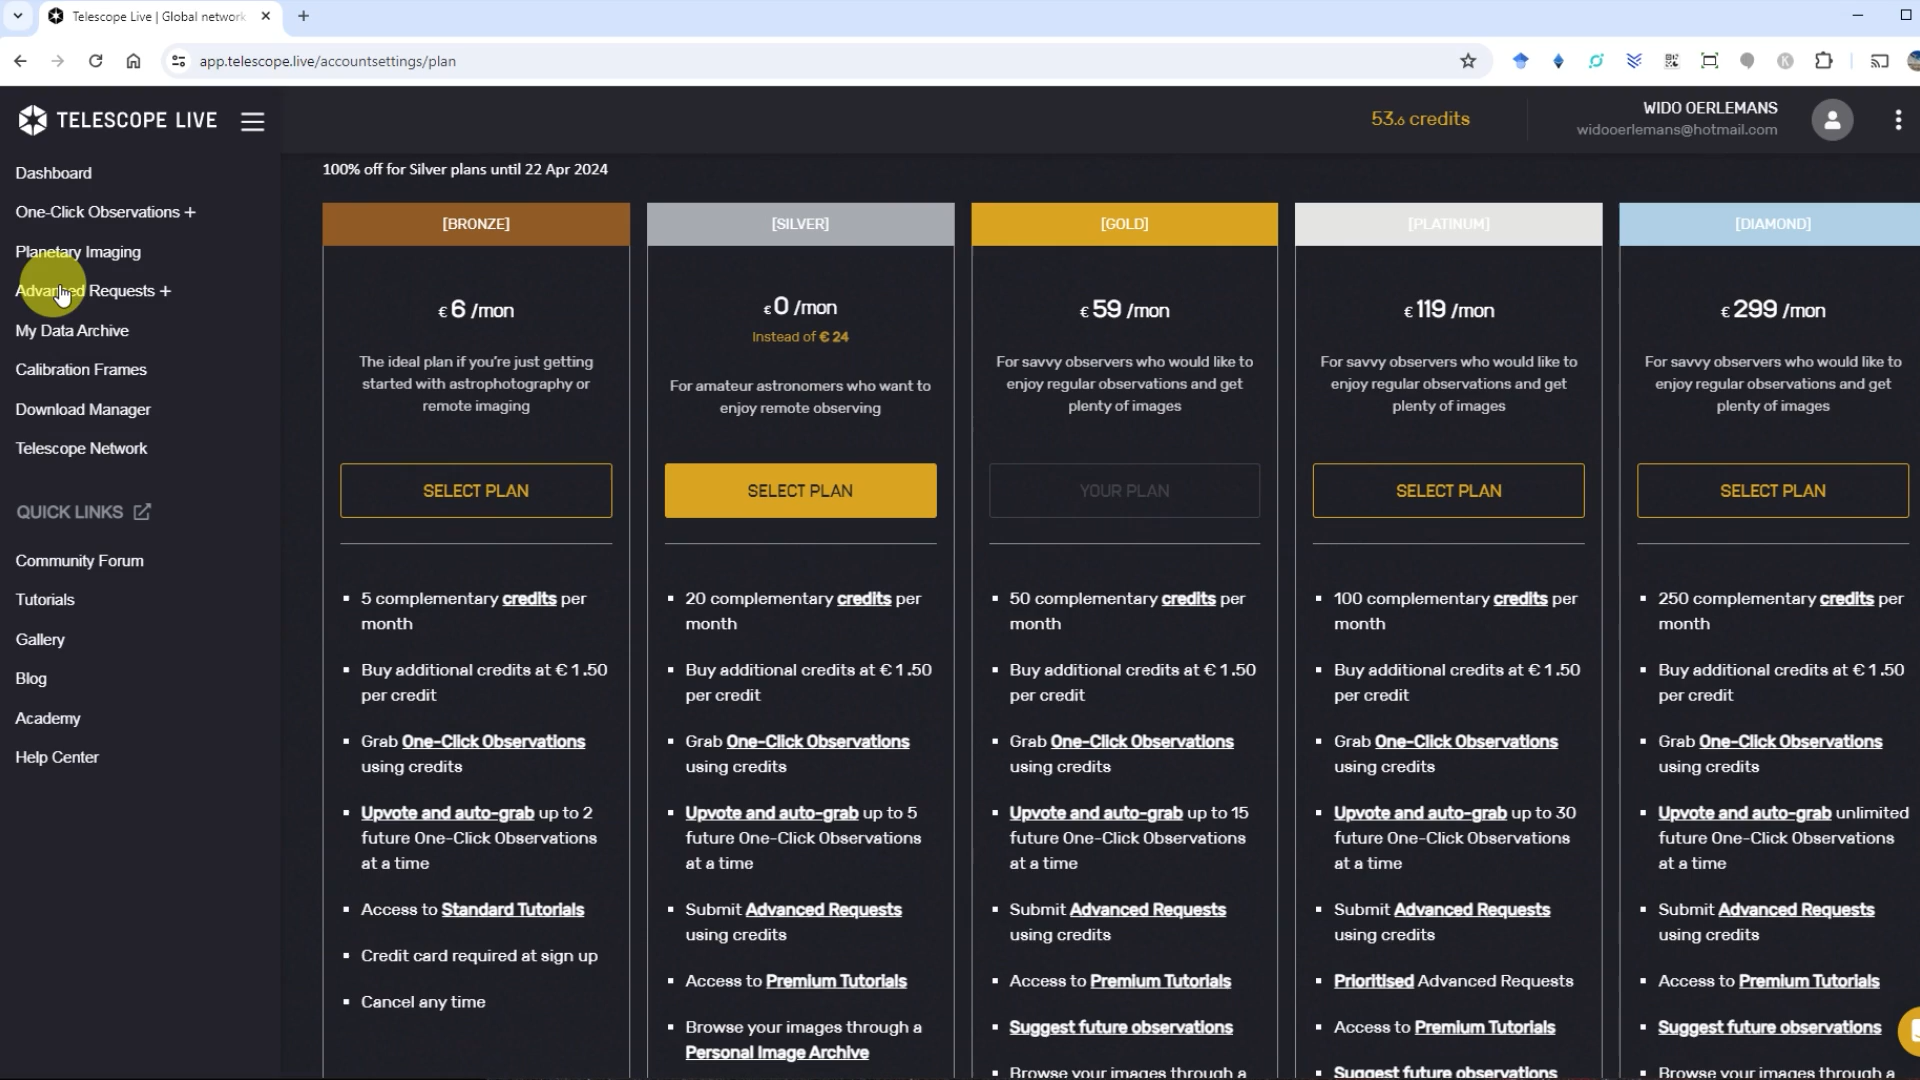 Telescope Live | Global network
app.telescope.live/accountsettings/plan
TELESCOPE LIVE
53.6 credits
WIDO OERLEMANS
widooerlemans@hotmail.com
Dashboard
One-Click Observations +
Planetary Imaging
Advanced Requests +
My Data Archive
Calibration Frames
Download Manager
Telescope Network
QUICK LINKS
Community Forum
Tutorials
Gallery
Blog
Academy
Help Center
100% off for Silver plans until 22 Apr 2024
[BRONZE]
€ 6 /mon
The ideal plan if you're just getting
started with astrophotography or
remote imaging
SELECT PLAN
▪ 5 complementary credits per
month
▪ Buy additional credits at € 1.50
per credit
▪ Grab One-Click Observations
using credits
▪ Upvote and auto-grab up to 2
future One-Click Observations
at a time
▪ Access to Standard Tutorials
▪ Credit card required at sign up
▪ Cancel any time
[SILVER]
€ 0 /mon
Instead of € 24
For amateur astronomers who want to
enjoy remote observing
SELECT PLAN
▪ 20 complementary credits per
month
▪ Buy additional credits at € 1.50
per credit
▪ Grab One-Click Observations
using credits
▪ Upvote and auto-grab up to 5
future One-Click Observations
at a time
▪ Submit Advanced Requests
using credits
▪ Access to Premium Tutorials
▪ Browse your images through a
Personal Image Archive
[GOLD]
€ 59 /mon
For savvy observers who would like to
enjoy regular observations and get
plenty of images
YOUR PLAN
▪ 50 complementary credits per
month
▪ Buy additional credits at € 1.50
per credit
▪ Grab One-Click Observations
using credits
▪ Upvote and auto-grab up to 15
future One-Click Observations
at a time
▪ Submit Advanced Requests
using credits
▪ Access to Premium Tutorials
▪ Suggest future observations
▪ Browse your images through a
[PLATINUM]
€ 119 /mon
For savvy observers who would like to
enjoy regular observations and get
plenty of images
SELECT PLAN
▪ 100 complementary credits per
month
▪ Buy additional credits at € 1.50
per credit
▪ Grab One-Click Observations
using credits
▪ Upvote and auto-grab up to 30
future One-Click Observations
at a time
▪ Submit Advanced Requests
using credits
▪ Prioritised Advanced Requests
▪ Access to Premium Tutorials
▪ Suggest future observations
[DIAMOND]
€ 299 /mon
For savvy observers who would like to
enjoy regular observations and get
plenty of images
SELECT PLAN
▪ 250 complementary credits per
month
▪ Buy additional credits at € 1.50
per credit
▪ Grab One-Click Observations
using credits
▪ Upvote and auto-grab unlimited
future One-Click Observations
at a time
▪ Submit Advanced Requests
using credits
▪ Access to Premium Tutorials
▪ Suggest future observations
▪ Browse your images through a